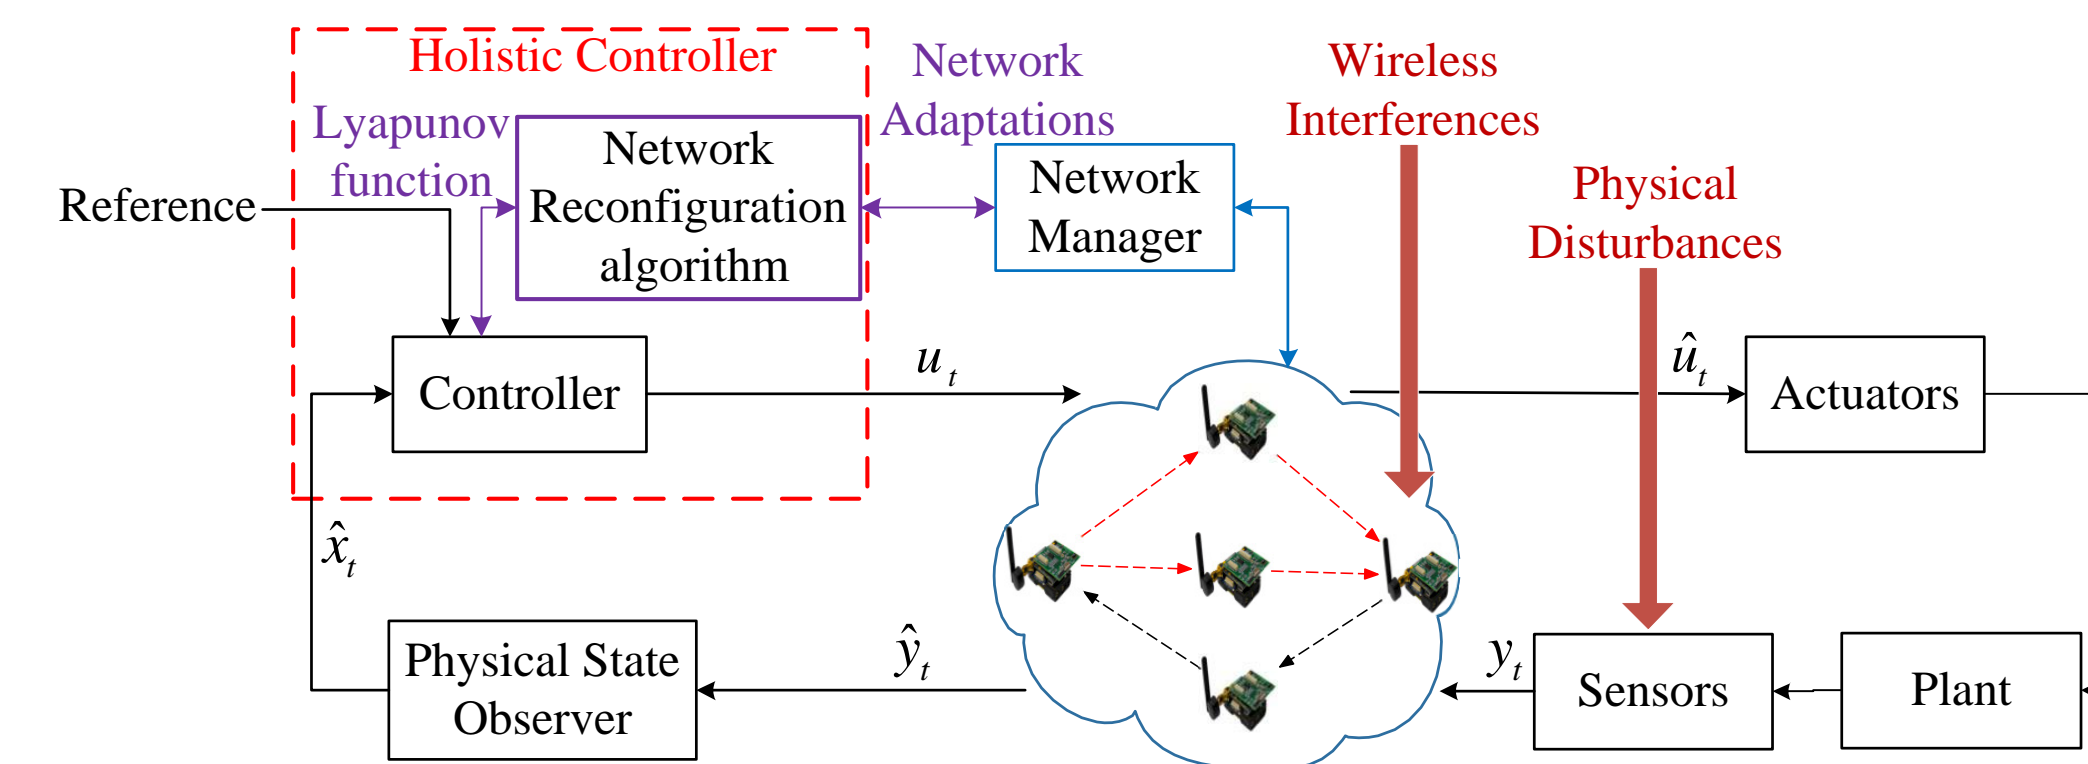 Holistic Controller
Network
Adaptations
Wireless
Interferences
Lyapunov
function
Network
Reconfiguration
algorithm
Network
Manager
Physical
Disturbances
Reference
Controller
u_t
û_t
Actuators
x̂_t
Physical State
Observer
ŷ_t
y_t
Sensors
Plant